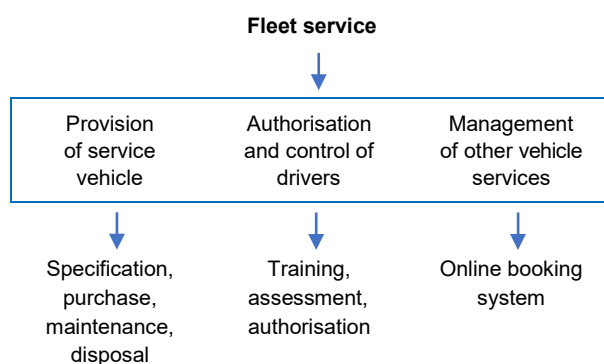 Fleet service
Provision
of service
vehicle
Authorisation
and control of
drivers
Management
of other vehicle
services
Specification,
purchase,
maintenance,
disposal
Training,
assessment,
authorisation
Online booking
system